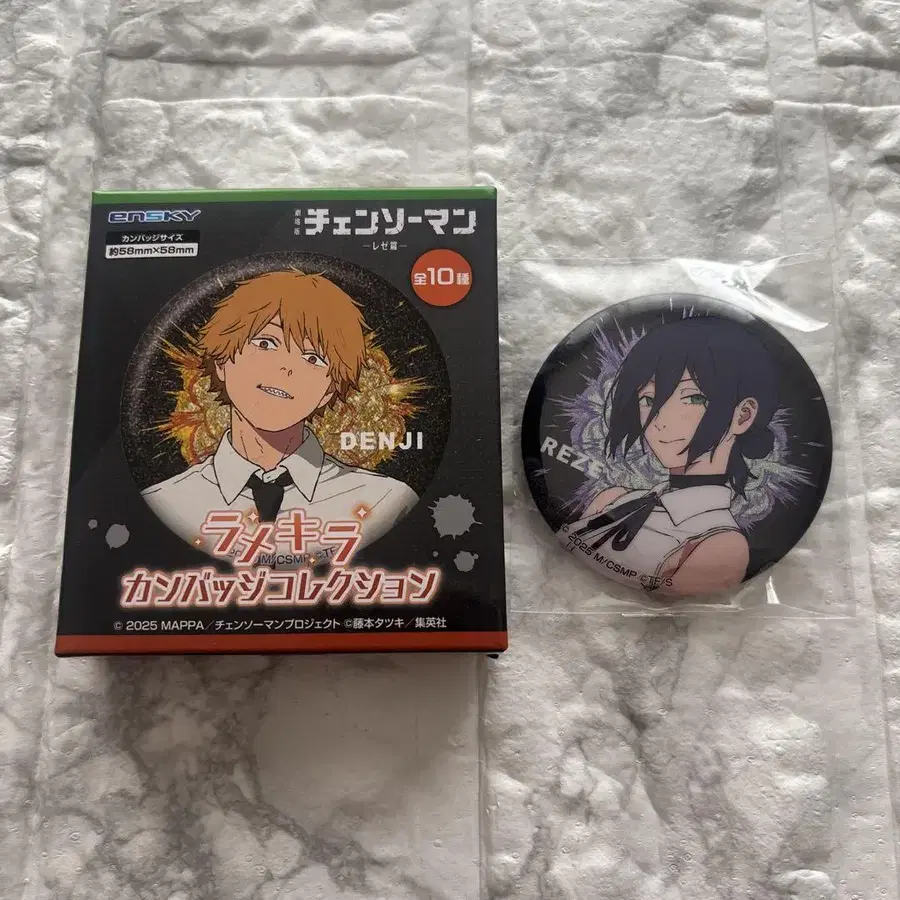 ensky
カンバッジサイズ
約58mm×58mm
劇場版
チェンソーマン
―レゼ篇―
全10種
DENJI
M/CSMP ©TF
ラメキラ
カンバッジコレクション
© 2025 MAPPA／チェンソーマンプロジェクト ©藤本タツキ／集英社
REZE
© 2025 M/CSMP ©TF/S